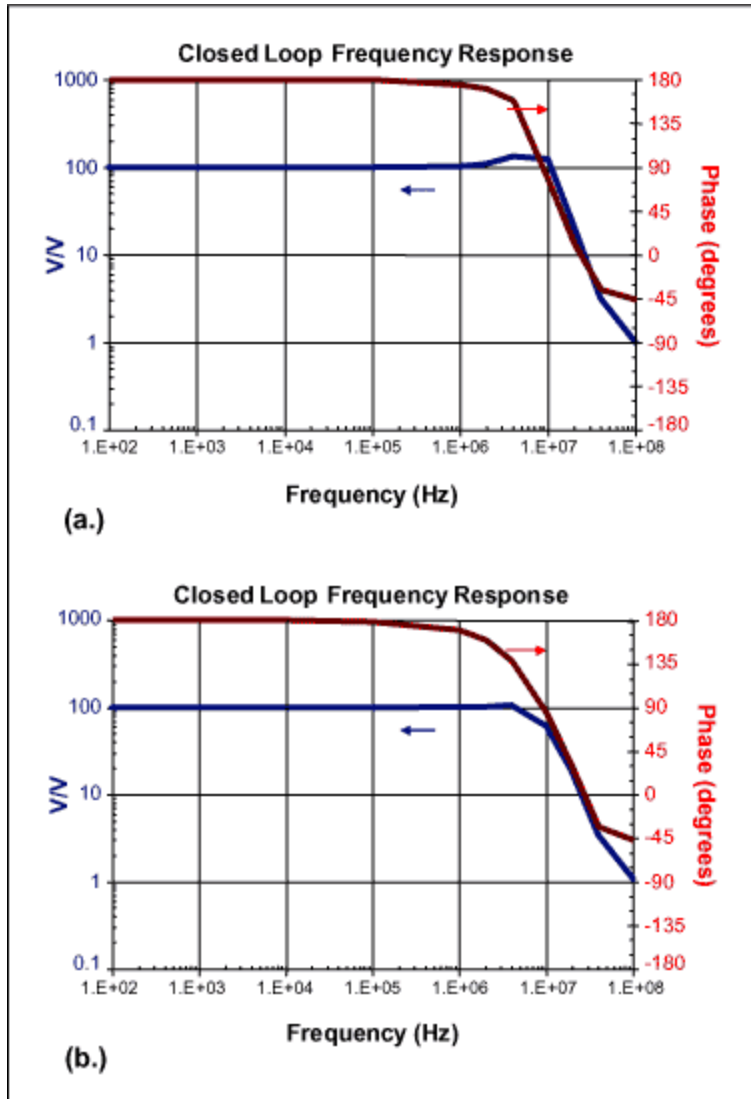 Closed Loop Frequency Response
1000
100
10
1
0.1
V/V
180
135
90
45
0
-45
-90
-135
-180
Phase (degrees)
1.E+02 1.E+03 1.E+04 1.E+05 1.E+06 1.E+07 1.E+08
Frequency (Hz)
(a.)
Closed Loop Frequency Response
1000
100
10
1
0.1
V/V
180
135
90
45
0
-45
-90
-135
-180
Phase (degrees)
1.E+02 1.E+03 1.E+04 1.E+05 1.E+06 1.E+07 1.E+08
Frequency (Hz)
(b.)